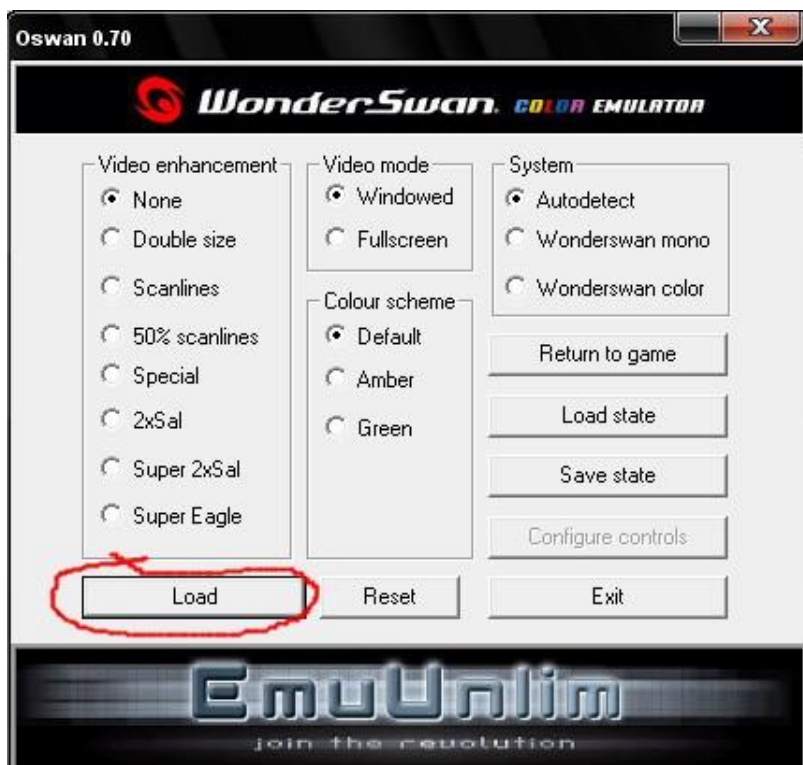 Oswan 0.70
WonderSwan. COLOR EMULATOR
Video enhancement
None
Double size
Scanlines
50% scanlines
Special
2xSal
Super 2xSal
Super Eagle
Video mode
Windowed
Fullscreen
Colour scheme
Default
Amber
Green
System
Autodetect
Wonderswan mono
Wonderswan color
Return to game
Load state
Save state
Configure controls
Load
Reset
Exit
EmuUnlim
join the revolution